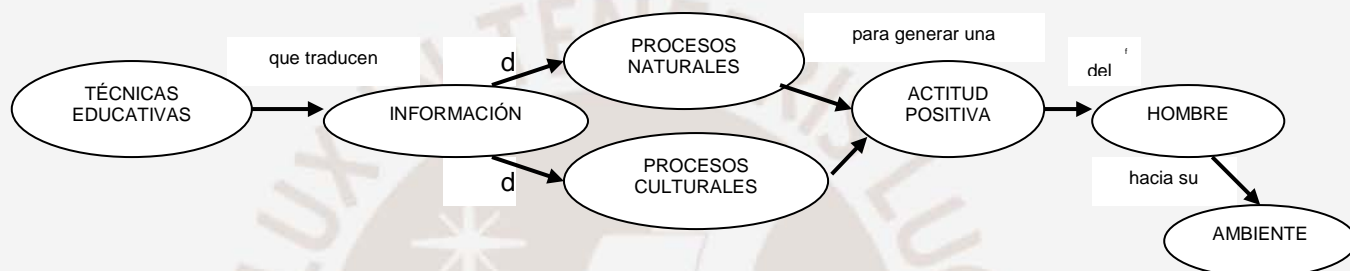 TÉCNICAS
EDUCATIVAS
que traducen
INFORMACIÓN
d
d
PROCESOS
NATURALES
PROCESOS
CULTURALES
para generar una
ACTITUD
POSITIVA
del
HOMBRE
hacia su
AMBIENTE